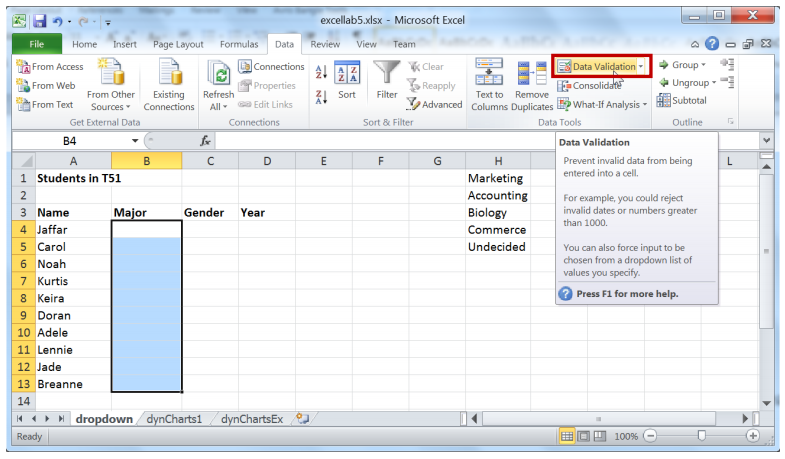 excellab5.xlsx - Microsoft Excel
File Home Insert Page Layout Formulas Data Review View Team
From Access
From Web
From Text
From Other Sources
Existing Connections
Get External Data
Refresh All
Connections
Properties
Edit Links
Connections
Sort
Filter
Clear
Reapply
Advanced
Sort & Filter
Text to Columns
Remove Duplicates
Data Validation
Consolidate
What-If Analysis
Data Tools
Group
Ungroup
Subtotal
Outline
B4 fx
A B C D E F G H L
1 Students in T51 Marketing
2 Accounting
3 Name Major Gender Year Biology
4 Jaffar Commerce
5 Carol Undecided
6 Noah
7 Kurtis
8 Keira
9 Doran
10 Adele
11 Lennie
12 Jade
13 Breanne
14
Data Validation
Prevent invalid data from being
entered into a cell.
For example, you could reject
invalid dates or numbers greater
than 1000.
You can also force input to be
chosen from a dropdown list of
values you specify.
Press F1 for more help.
dropdown dynCharts1 dynChartsEx
Ready 100%